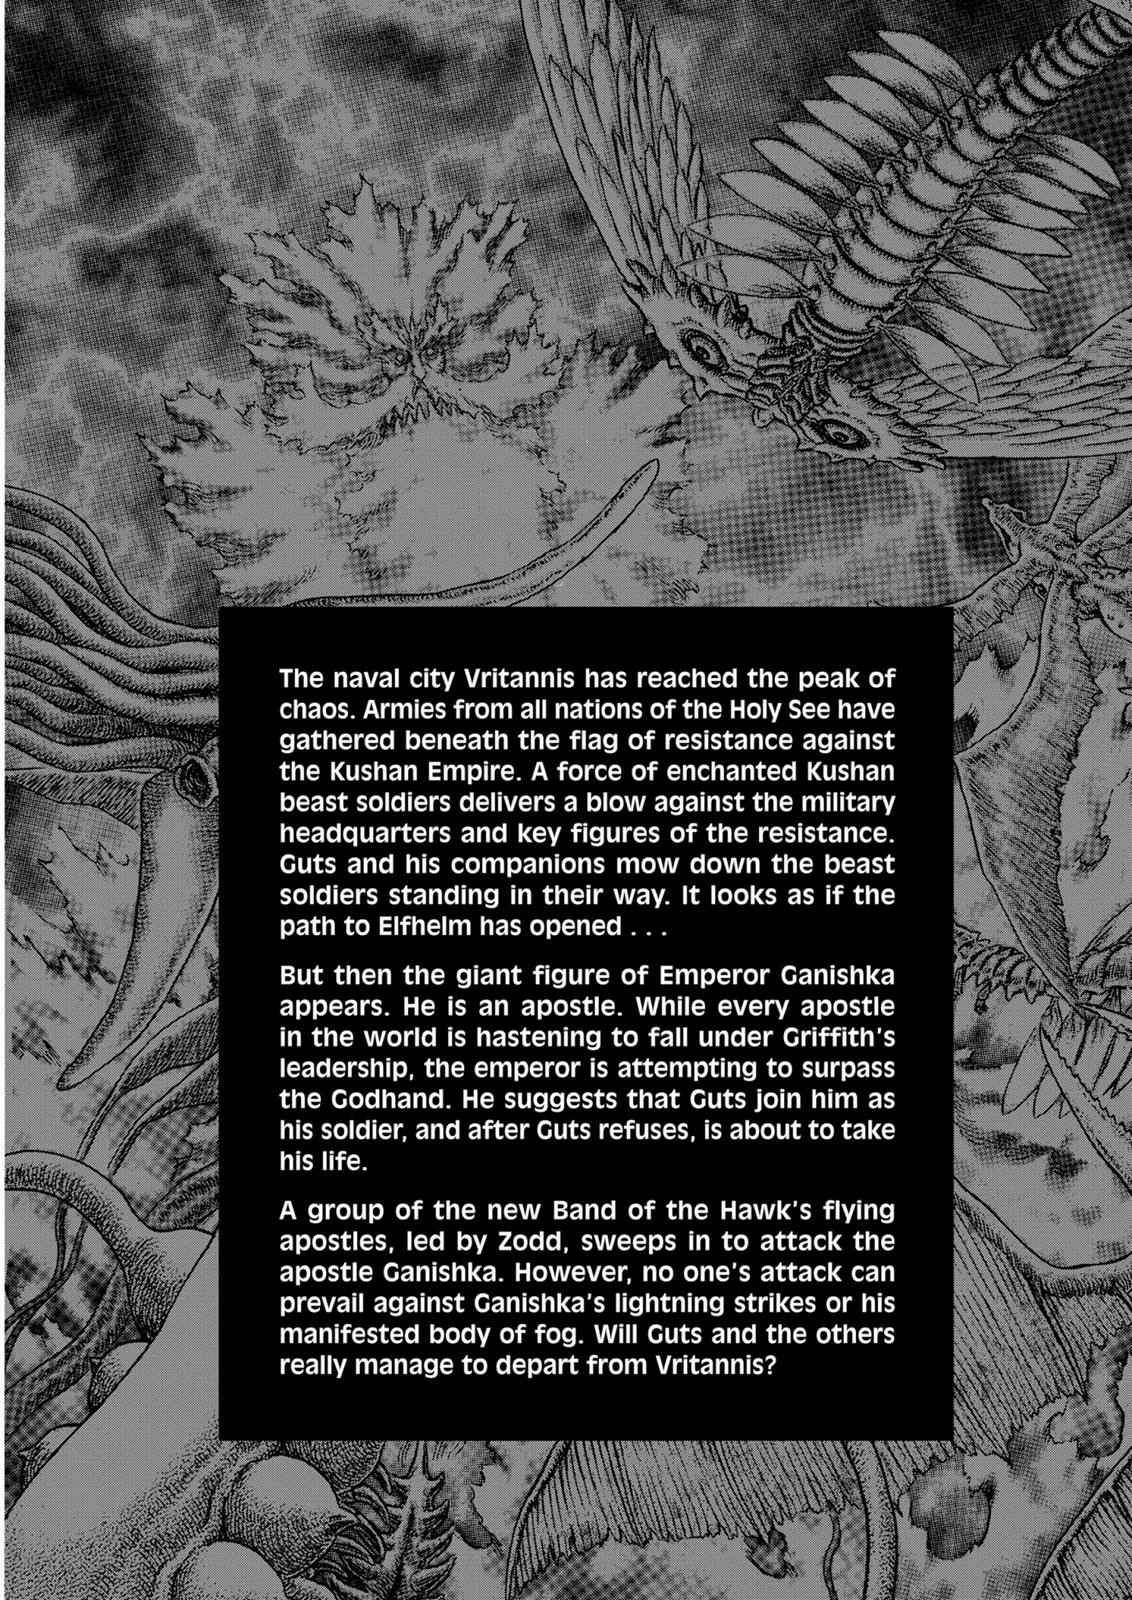 The naval city Vritannis has reached the peak of
chaos. Armies from all nations of the Holy See have
gathered beneath the flag of resistance against
the Kushan Empire. A force of enchanted Kushan
beast soldiers delivers a blow against the military
headquarters and key figures of the resistance.
Guts and his companions mow down the beast
soldiers standing in their way. It looks as if the
path to Elfhelm has opened . . .
But then the giant figure of Emperor Ganishka
appears. He is an apostle. While every apostle
in the world is hastening to fall under Griffith's
leadership, the emperor is attempting to surpass
the Godhand. He suggests that Guts join him as
his soldier, and after Guts refuses, is about to take
his life.
A group of the new Band of the Hawk's flying
apostles, led by Zodd, sweeps in to attack the
apostle Ganishka. However, no one's attack can
prevail against Ganishka's lightning strikes or his
manifested body of fog. Will Guts and the others
really manage to depart from Vritannis?